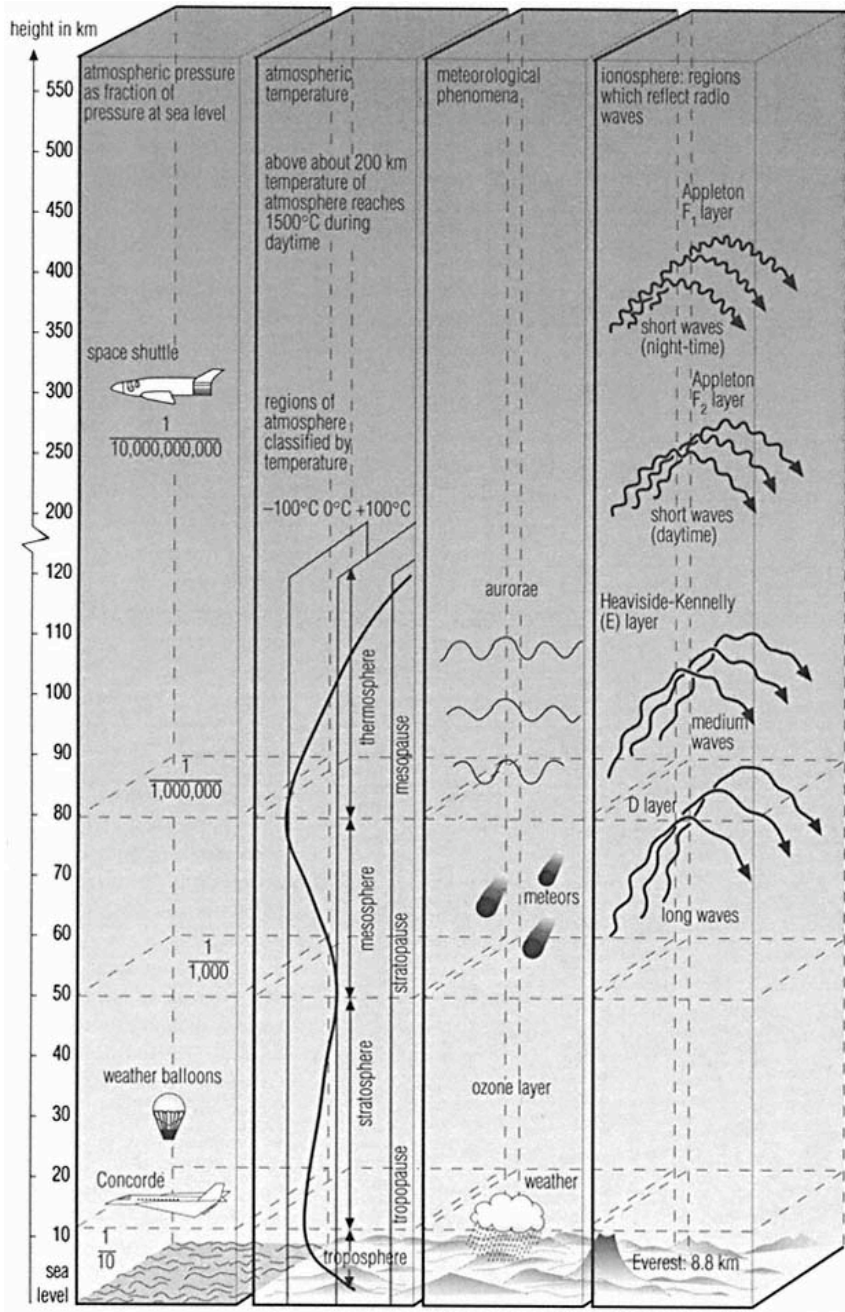 height in km
550
500
450
400
350
300
250
200
120
110
100
90
80
70
60
50
40
30
20
10
sea
level
atmospheric pressure
as fraction of
pressure at sea level
space shuttle
1
10,000,000,000
1
1,000,000
1
1,000
weather balloons
Concorde
1
10
atmospheric
temperature
above about 200 km
temperature of
atmosphere reaches
1500°C during
daytime
regions of
atmosphere
classified by
temperature
–100°C 0°C +100°C
thermosphere
mesopause
mesosphere
stratopause
stratosphere
tropopause
troposphere
meteorological
phenomena
aurorae
meteors
ozone layer
weather
ionosphere: regions
which reflect radio
waves
Appleton
F1 layer
short waves
(night-time)
Appleton
F2 layer
short waves
(daytime)
Heaviside-Kennelly
(E) layer
medium
waves
D layer
long waves
Everest: 8.8 km